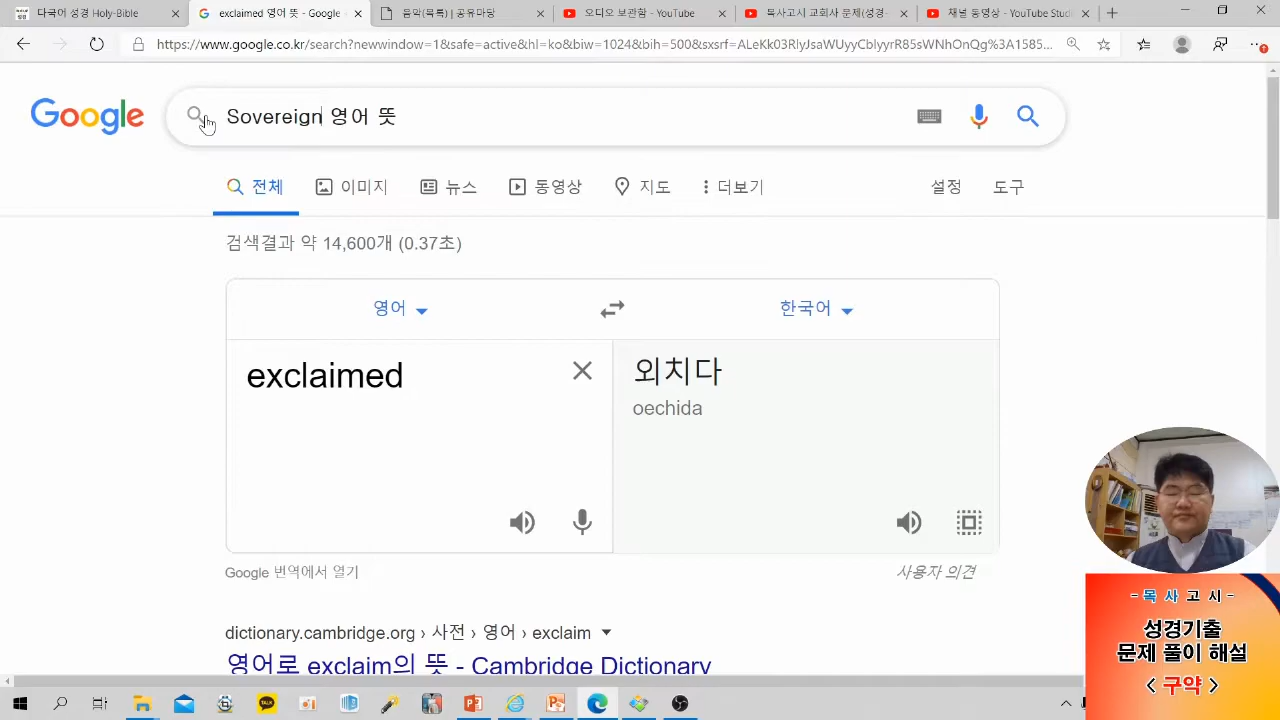 다국어 성경 Holy-Bible
exclaimed 영어 뜻 - Google
음악(목록) | 공유마당
오디오 보관함 - YouTube
목사고시 교회사 문제(성경-
채널 동영상 - YouTube Stud
https://www.google.co.kr/search?newwindow=1&safe=active&hl=ko&biw=1024&bih=500&sxsrf=ALeKk03RlyJsaWUyyCblyyrR85sWNhOnQg%3A1585...
Google
Sovereign 영어 뜻
전체
이미지
뉴스
동영상
지도
더보기
설정
도구
검색결과 약 14,600개 (0.37초)
영어
한국어
exclaimed
외치다
oechida
Google 번역에서 열기
사용자 의견
dictionary.cambridge.org › 사전 › 영어 › exclaim
영어로 exclaim의 뜻 - Cambridge Dictionary
- 목 사 고 시 -
성경기출
문제 풀이 해설
< 구약 >
TALK